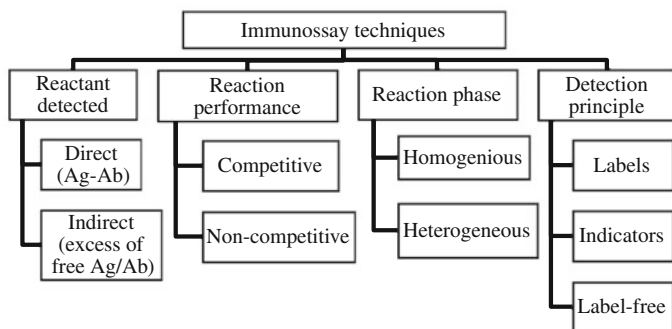 Immunossay techniques
Reactant
detected
Reaction
performance
Reaction phase
Detection
principle
Direct
(Ag-Ab)
Indirect
(excess of
free Ag/Ab)
Competitive
Non-competitive
Homogenious
Heterogeneous
Labels
Indicators
Label-free